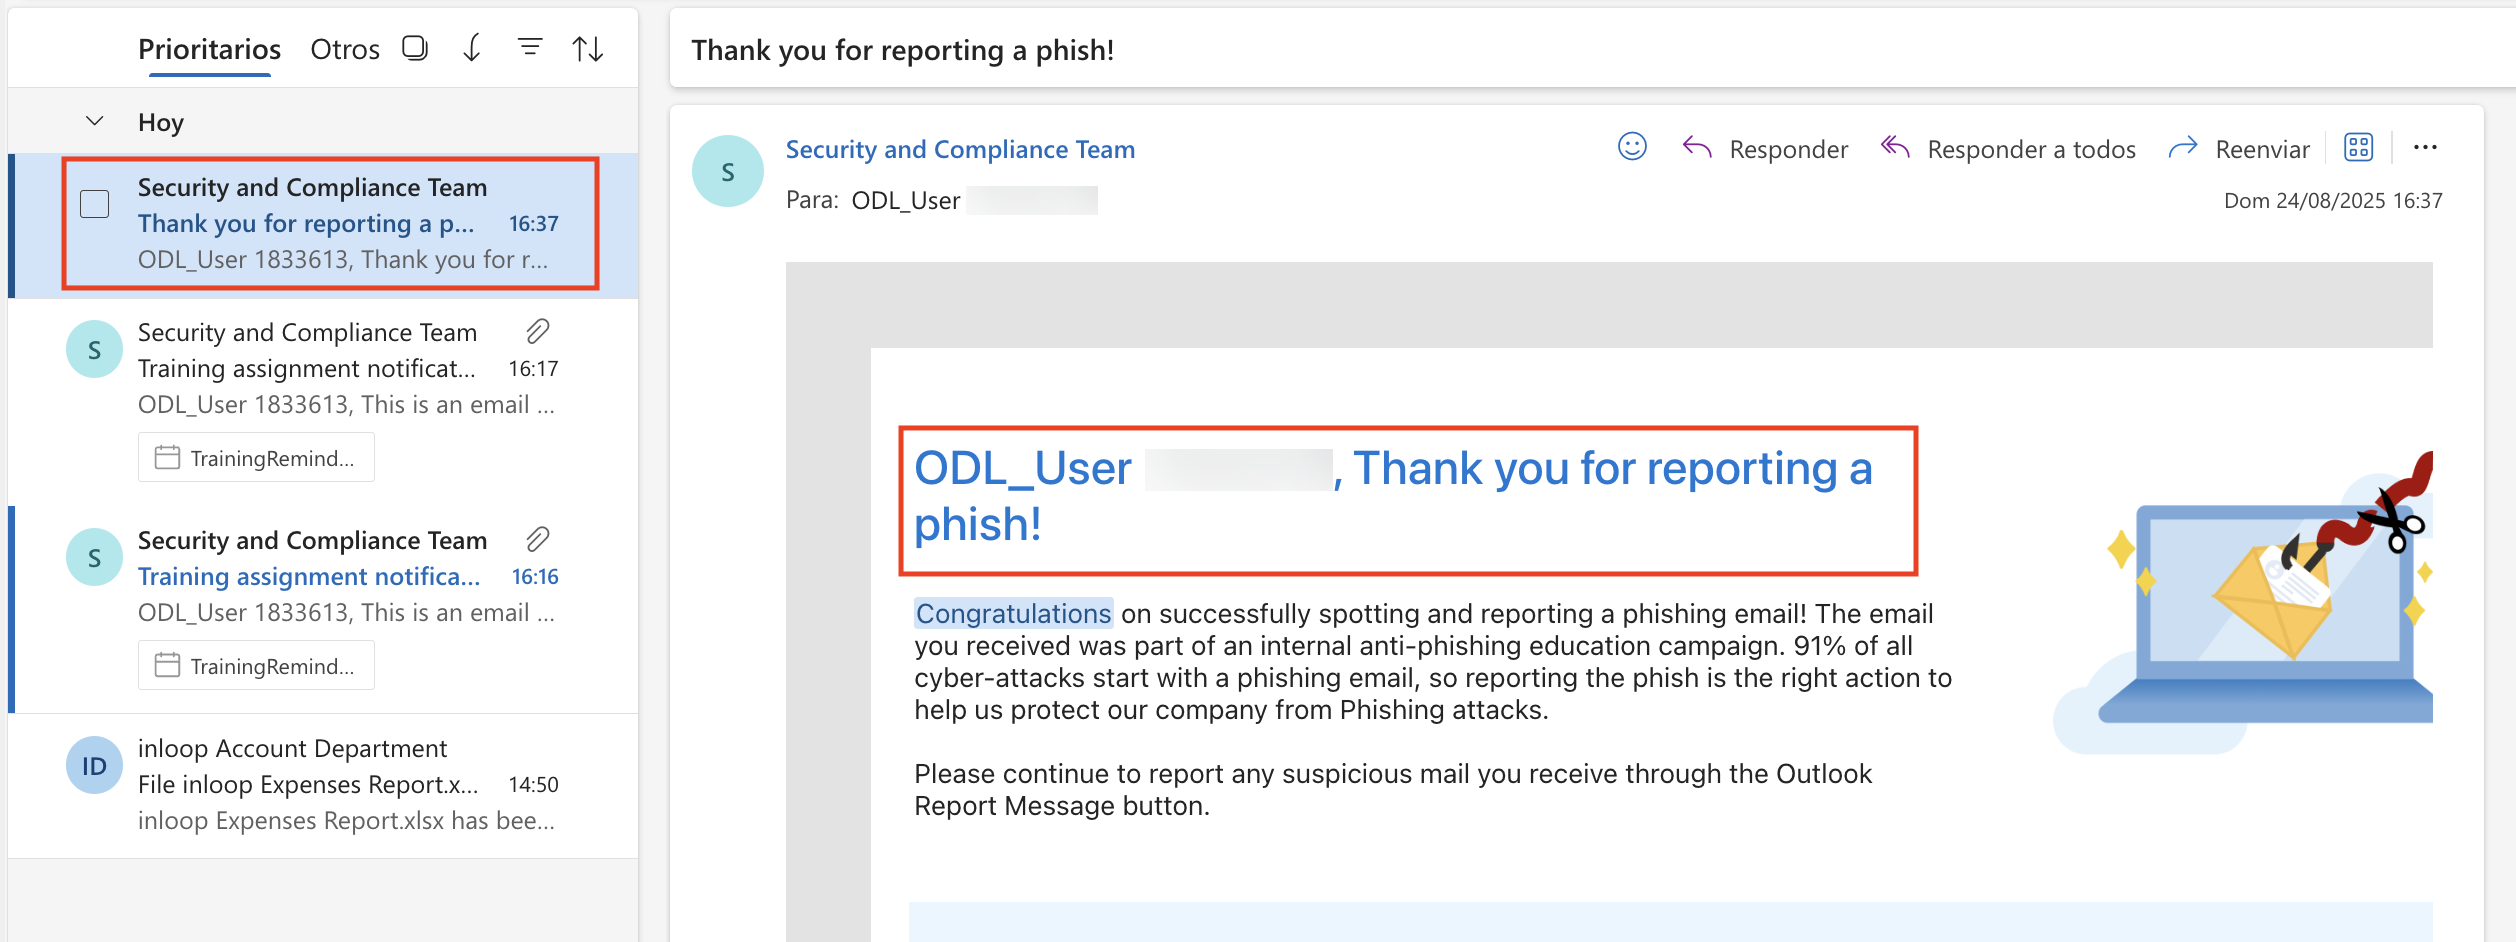 Prioritarios Otros
Hoy
Security and Compliance Team
Thank you for reporting a p... 16:37
ODL_User 1833613, Thank you for r...
S
Security and Compliance Team
Training assignment notificat... 16:17
ODL_User 1833613, This is an email ...
TrainingRemind...
S
Security and Compliance Team
Training assignment notifica... 16:16
ODL_User 1833613, This is an email ...
TrainingRemind...
ID
inloop Account Department
File inloop Expenses Report.x... 14:50
inloop Expenses Report.xlsx has bee...
Thank you for reporting a phish!
S
Security and Compliance Team
Responder Responder a todos Reenviar
Para: ODL_User
Dom 24/08/2025 16:37
ODL_User , Thank you for reporting a
phish!
Congratulations on successfully spotting and reporting a phishing email! The email
you received was part of an internal anti-phishing education campaign. 91% of all
cyber-attacks start with a phishing email, so reporting the phish is the right action to
help us protect our company from Phishing attacks.
Please continue to report any suspicious mail you receive through the Outlook
Report Message button.